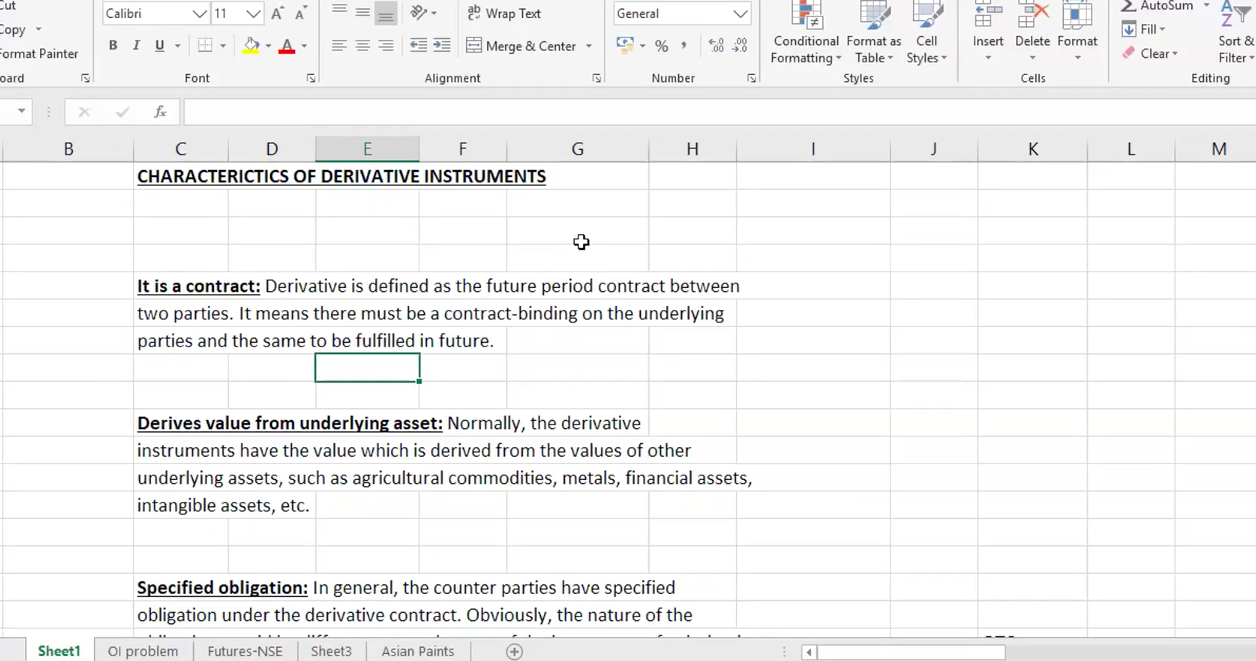 Cut
Calibri 11 Wrap Text General AutoSum
Copy
Fill
Format Painter B I U Merge & Center % Conditional Formatting Format as Table Cell Styles Insert Delete Format Clear Sort & Filter
oard Font Alignment Number Styles Cells Editing
fx
B C D E F G H I J K L M
CHARACTERICTICS OF DERIVATIVE INSTRUMENTS
It is a contract: Derivative is defined as the future period contract between
two parties. It means there must be a contract-binding on the underlying
parties and the same to be fulfilled in future.
Derives value from underlying asset: Normally, the derivative
instruments have the value which is derived from the values of other
underlying assets, such as agricultural commodities, metals, financial assets,
intangible assets, etc.
Specified obligation: In general, the counter parties have specified
obligation under the derivative contract. Obviously, the nature of the
Sheet1 OI problem Futures-NSE Sheet3 Asian Paints